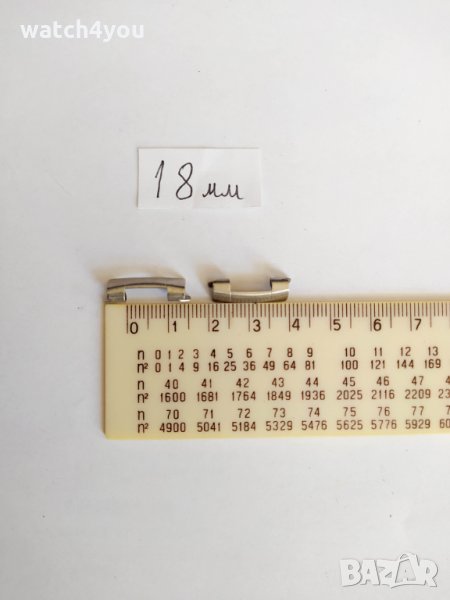 watch4you
18 мм
0 1 2 3 4 5 6 7
n 0 1 2 3 4 5 6 7 8 9 10 11 12 13
n² 0 1 4 9 16 25 36 49 64 81 100 121 144 169
n 40 41 42 43 44 45 46 47
n² 1600 1681 1764 1849 1936 2025 2116 2209
n 70 71 72 73 74 75 76 77
n² 4900 5041 5184 5329 5476 5625 5776 5929
BAZAR